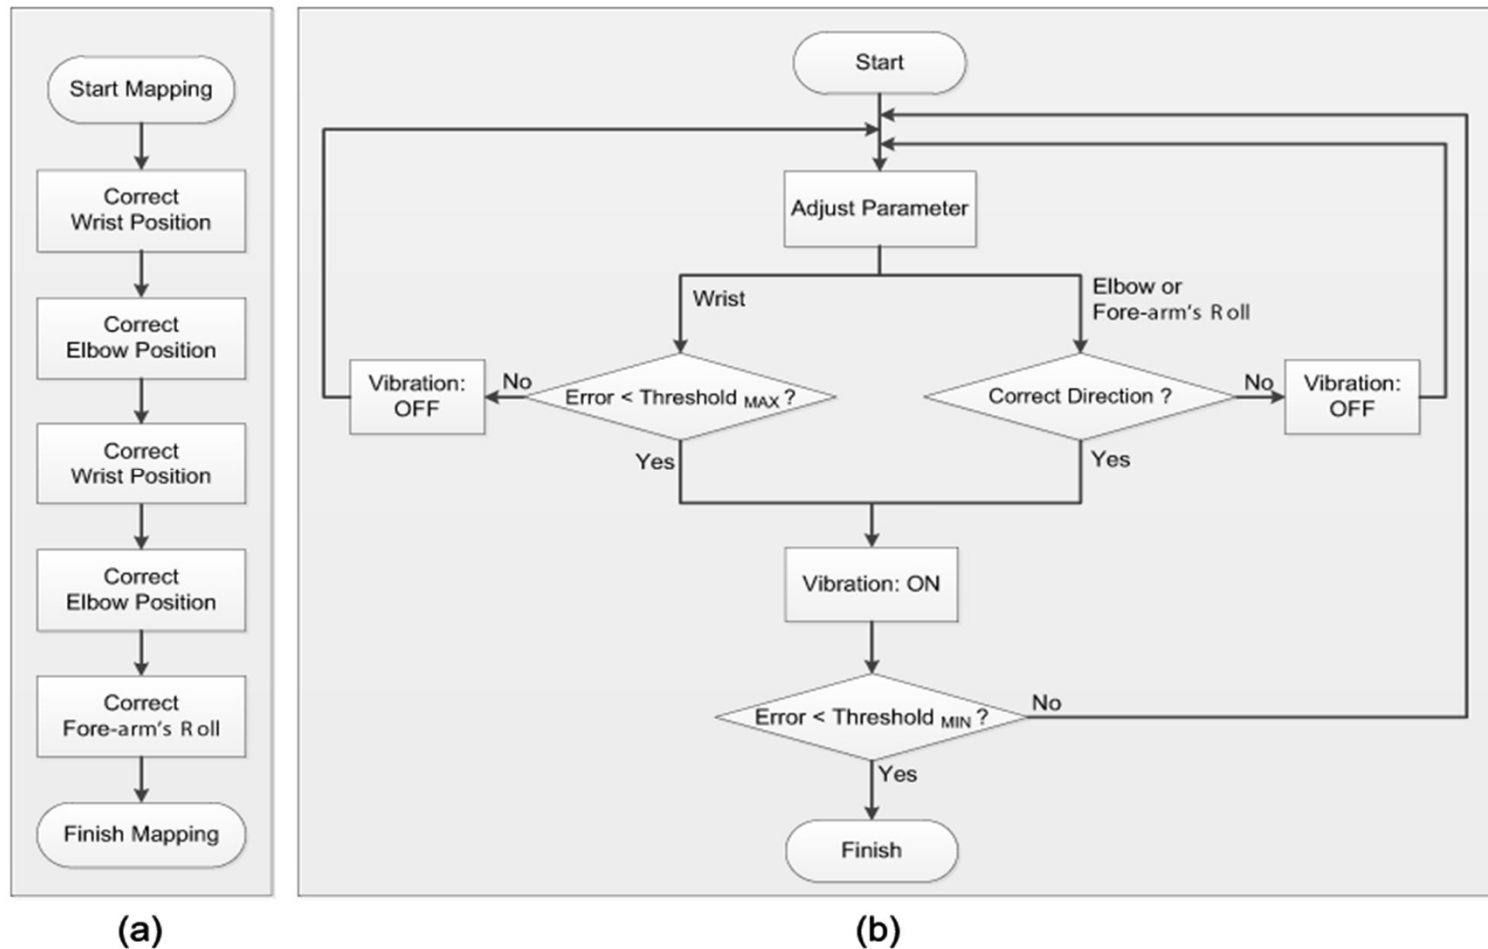 Start Mapping
Correct
Wrist Position
Correct
Elbow Position
Correct
Wrist Position
Correct
Elbow Position
Correct
Fore-arm's Roll
Finish Mapping
(a)
Start
Adjust Parameter
Wrist
Elbow or
Fore-arm's Roll
Vibration:
OFF
No
Error < Threshold MAX ?
Yes
Correct Direction ?
No
Vibration:
OFF
Yes
Vibration: ON
Error < Threshold MIN ?
No
Yes
Finish
(b)